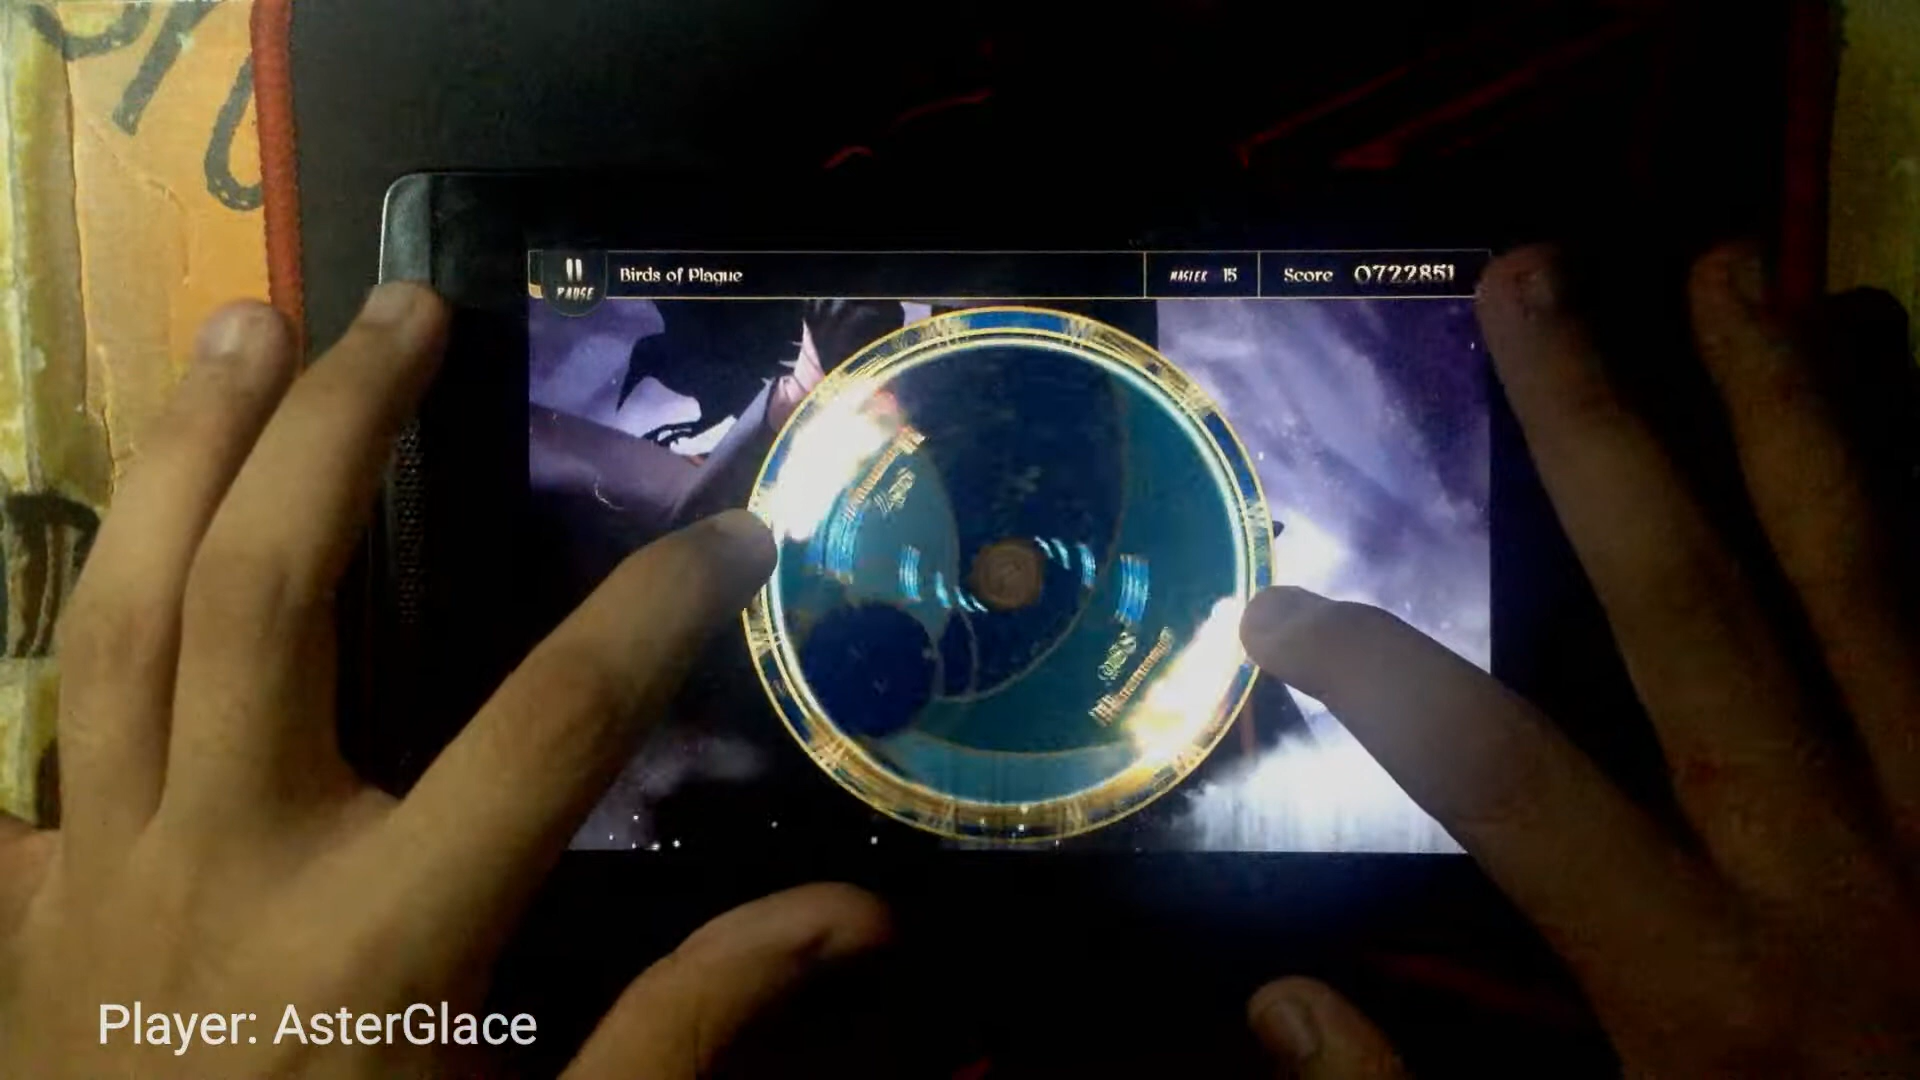 PAUSE
Birds of Plague
MASTER 15
Score 0722851
Player: AsterGlace